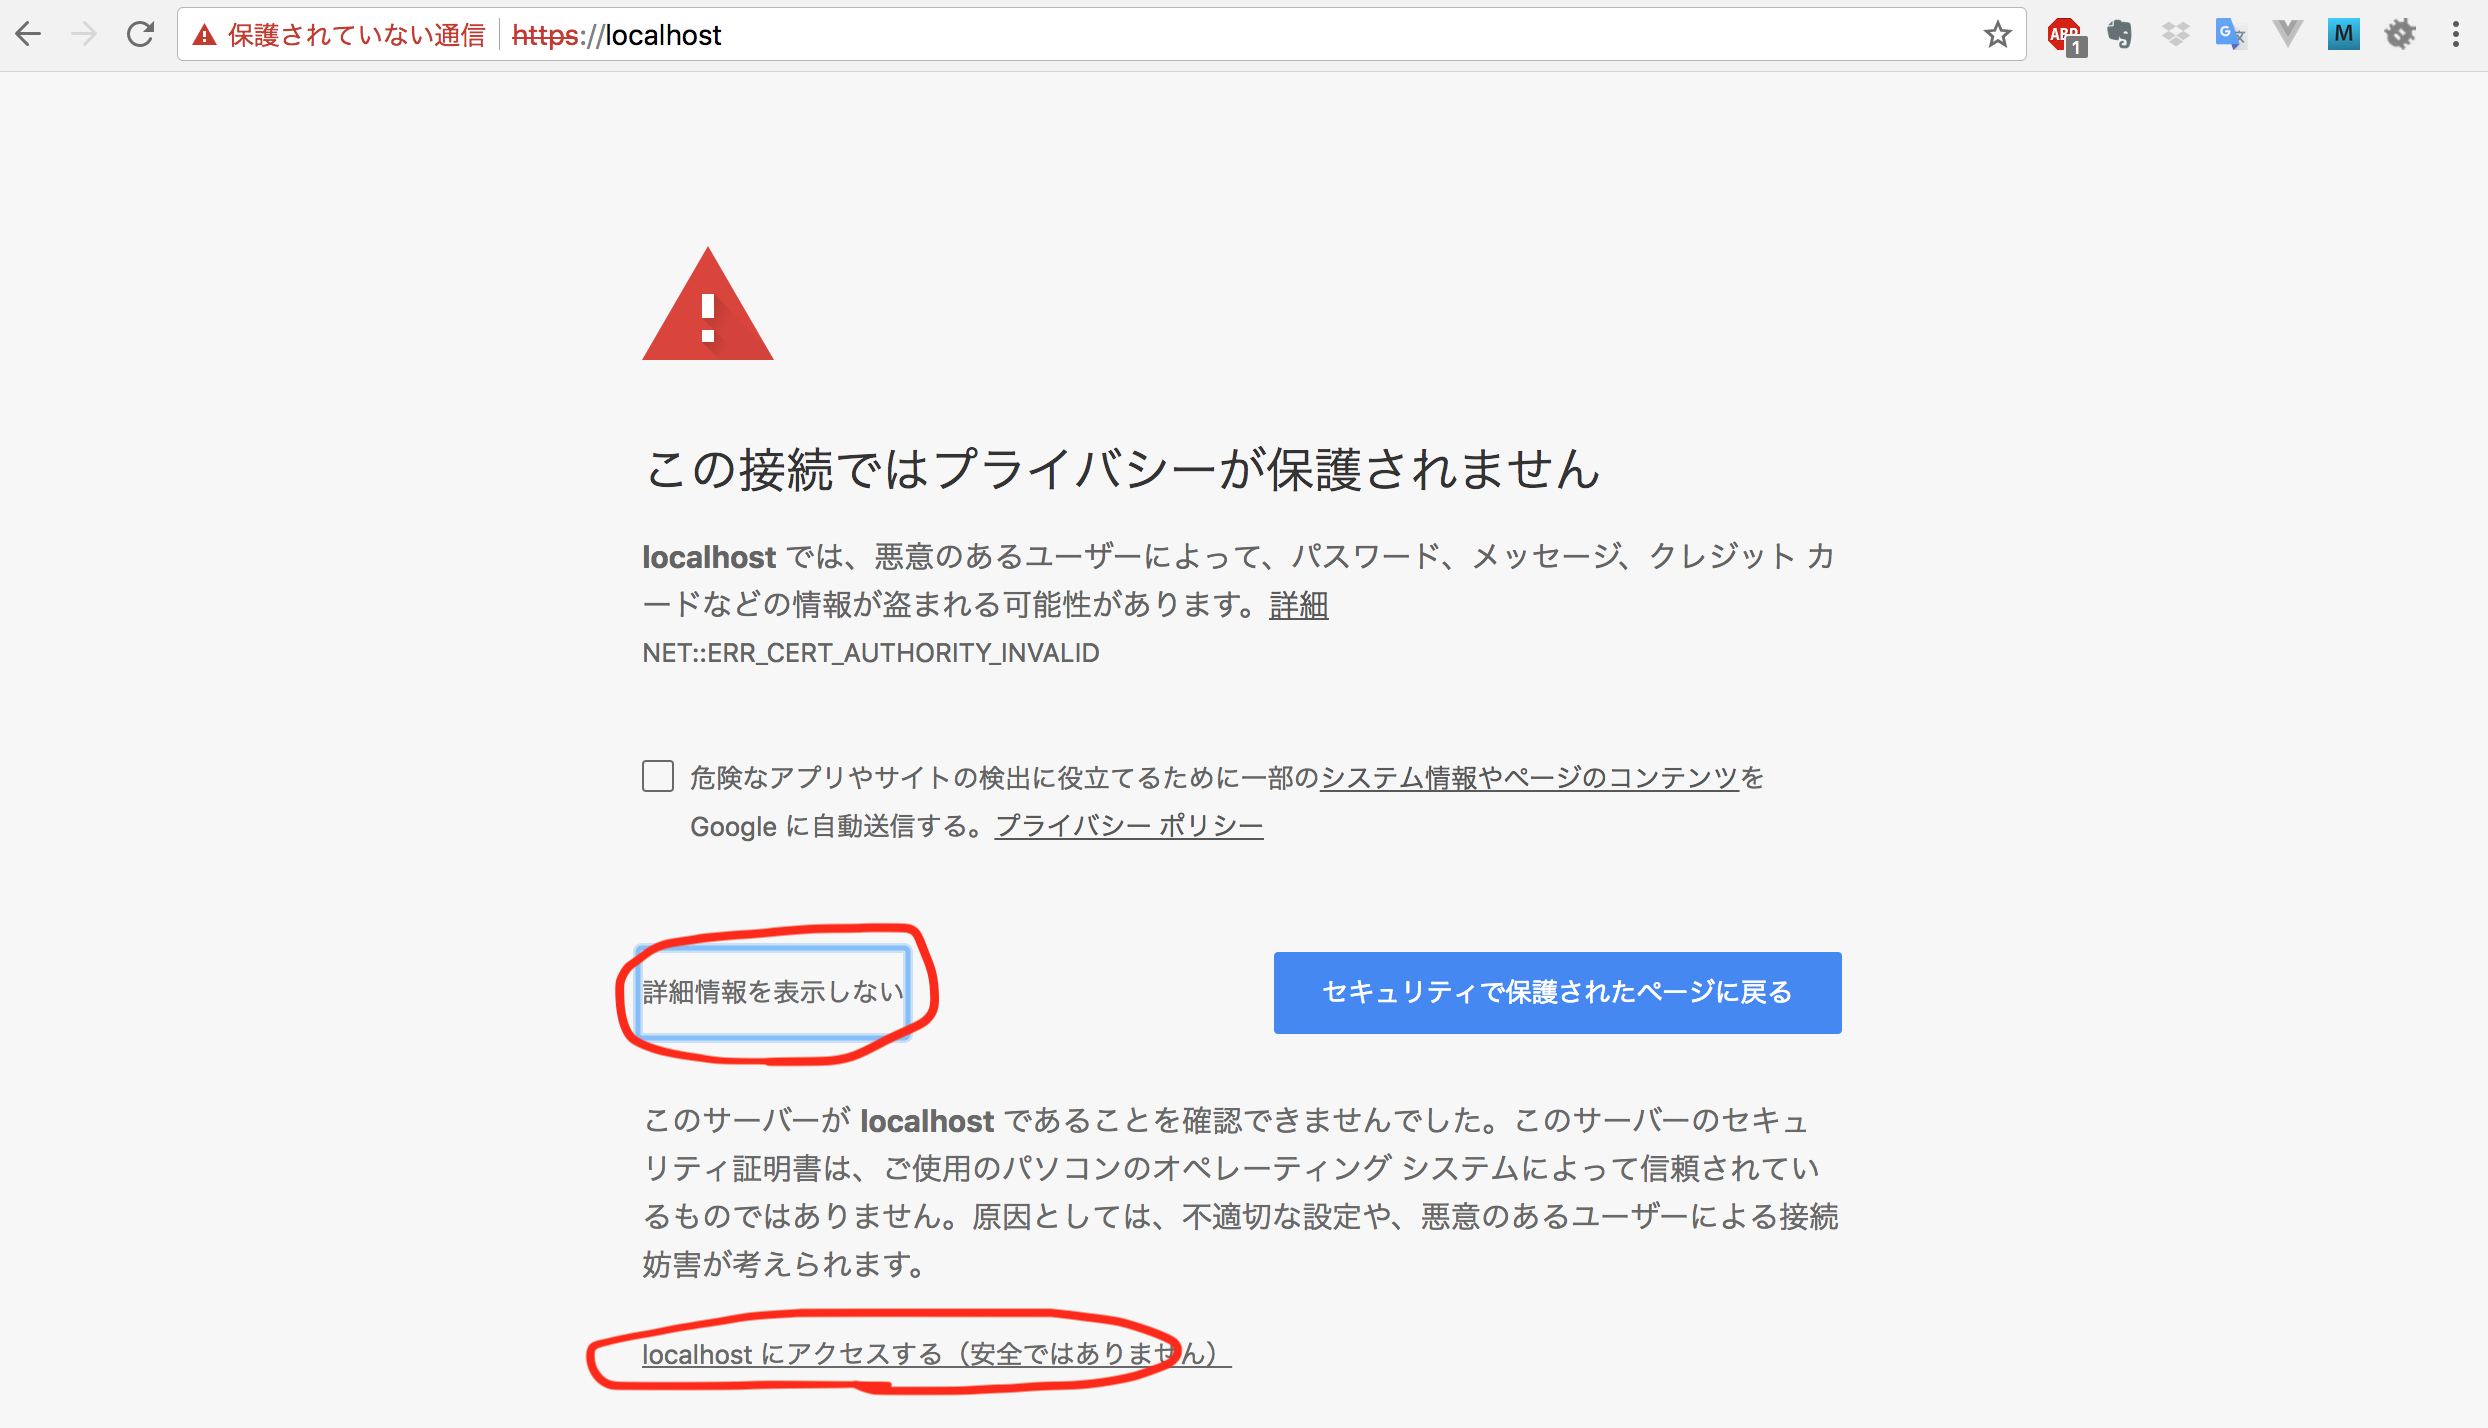 保護されていない通信 https://localhost
ABP
1
G
文
M
この接続ではプライバシーが保護されません
localhost では、悪意のあるユーザーによって、パスワード、メッセージ、クレジット カ
ードなどの情報が盗まれる可能性があります。詳細
NET::ERR_CERT_AUTHORITY_INVALID
危険なアプリやサイトの検出に役立てるために一部のシステム情報やページのコンテンツを
Google に自動送信する。プライバシー ポリシー
詳細情報を表示しない
セキュリティで保護されたページに戻る
このサーバーが localhost であることを確認できませんでした。このサーバーのセキュ
リティ証明書は、ご使用のパソコンのオペレーティング システムによって信頼されてい
るものではありません。原因としては、不適切な設定や、悪意のあるユーザーによる接続
妨害が考えられます。
localhost にアクセスする（安全ではありません）